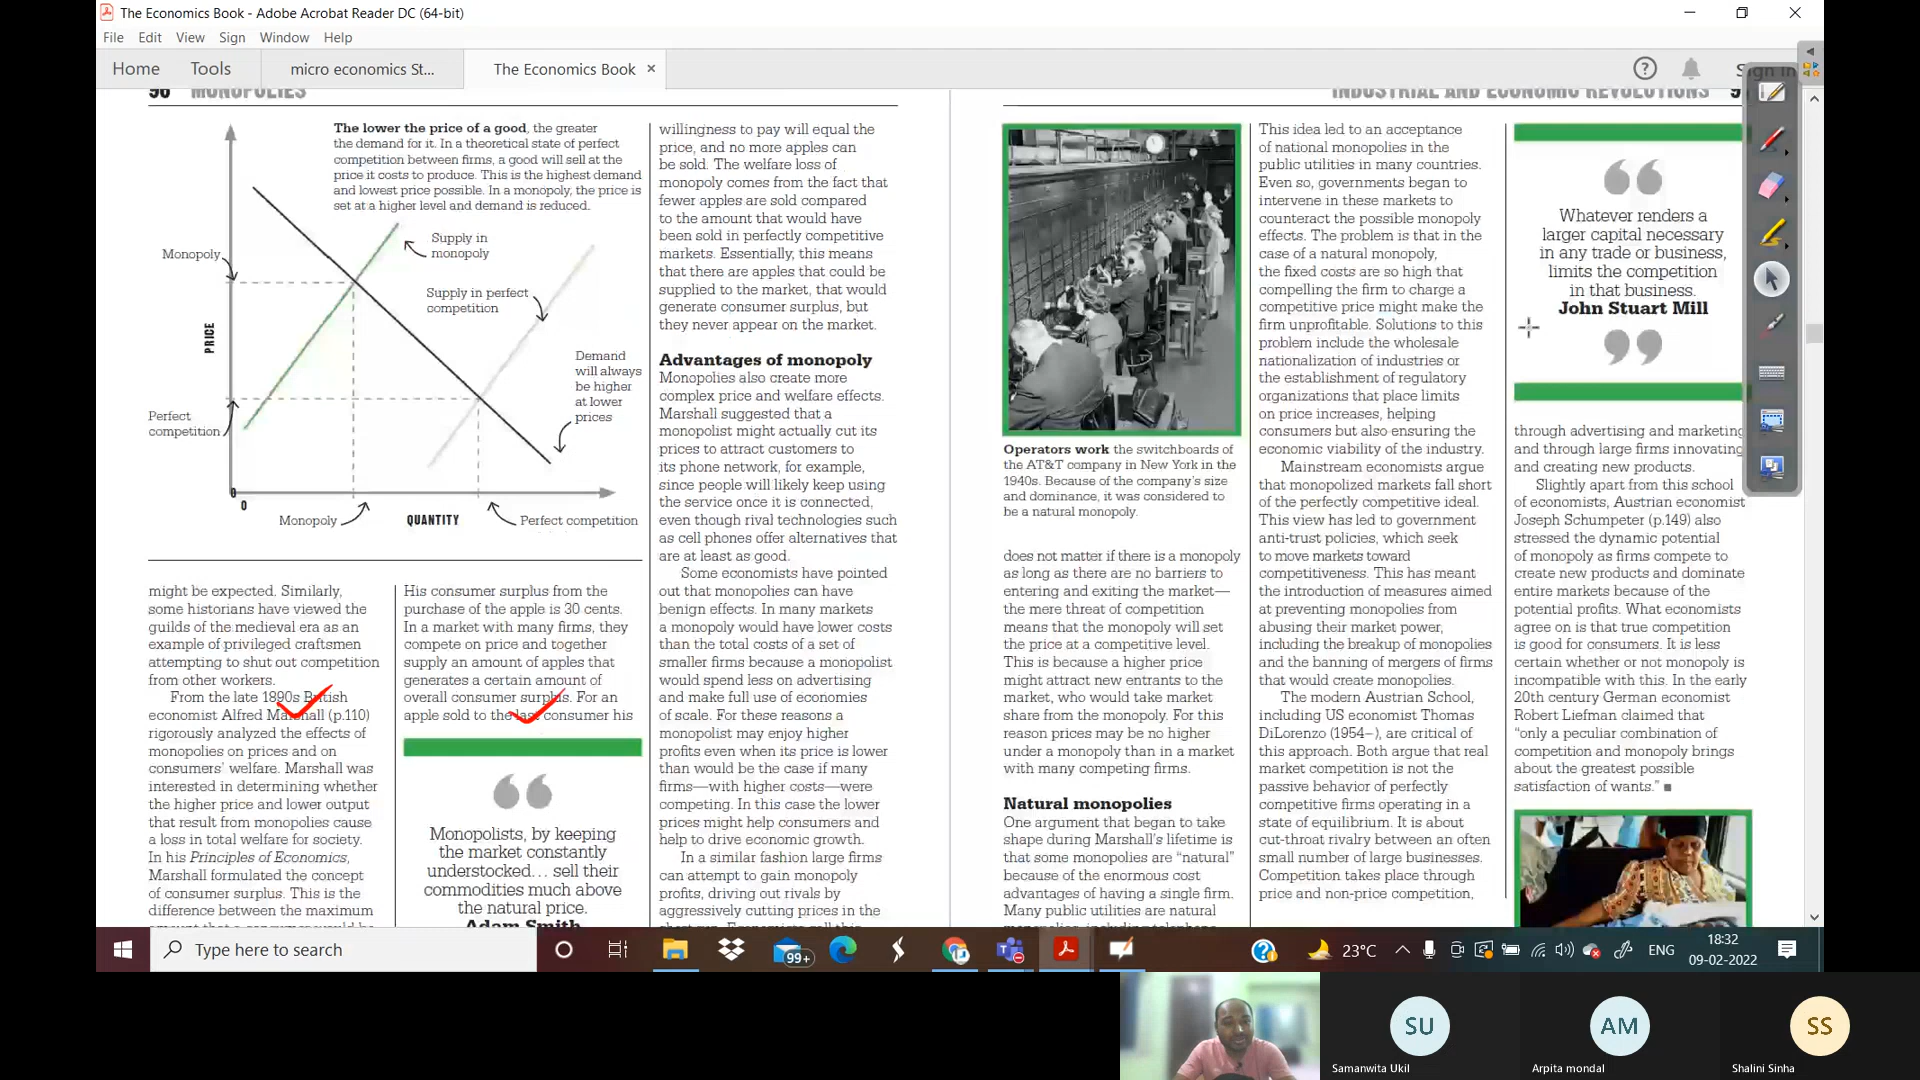 The Economics Book - Adobe Acrobat Reader DC (64-bit)
File Edit View Sign Window Help
Home Tools micro economics St... The Economics Book × Sign In
96 MONOPOLIES
The lower the price of a good, the greater
the demand for it. In a theoretical state of perfect
competition between firms, a good will sell at the
price it costs to produce. This is the highest demand
and lowest price possible. In a monopoly, the price is
set at a higher level and demand is reduced.
Supply in
monopoly
Monopoly
Supply in perfect
competition
PRICE
Demand
will always
be higher
at lower
prices
Perfect
competition
0
0
Monopoly
QUANTITY
Perfect competition
might be expected. Similarly,
some historians have viewed the
guilds of the medieval era as an
example of privileged craftsmen
attempting to shut out competition
from other workers.
From the late 1890s British
economist Alfred Marshall (p.110)
rigorously analyzed the effects of
monopolies on prices and on
consumers' welfare. Marshall was
interested in determining whether
the higher price and lower output
that result from monopolies cause
a loss in total welfare for society.
In his Principles of Economics,
Marshall formulated the concept
of consumer surplus. This is the
difference between the maximum
His consumer surplus from the
purchase of the apple is 30 cents.
In a market with many firms, they
compete on price and together
supply an amount of apples that
generates a certain amount of
overall consumer surplus. For an
apple sold to the last consumer his
Monopolists, by keeping
the market constantly
understocked... sell their
commodities much above
the natural price.
Adam Smith
willingness to pay will equal the
price, and no more apples can
be sold. The welfare loss of
monopoly comes from the fact that
fewer apples are sold compared
to the amount that would have
been sold in perfectly competitive
markets. Essentially, this means
that there are apples that could be
supplied to the market, that would
generate consumer surplus, but
they never appear on the market.
Advantages of monopoly
Monopolies also create more
complex price and welfare effects.
Marshall suggested that a
monopolist might actually cut its
prices to attract customers to
its phone network, for example,
since people will likely keep using
the service once it is connected,
even though rival technologies such
as cell phones offer alternatives that
are at least as good.
Some economists have pointed
out that monopolies can have
benign effects. In many markets
a monopoly would have lower costs
than the total costs of a set of
smaller firms because a monopolist
would spend less on advertising
and make full use of economies
of scale. For these reasons a
monopolist may enjoy higher
profits even when its price is lower
than would be the case if many
firms—with higher costs—were
competing. In this case the lower
prices might help consumers and
help to drive economic growth.
In a similar fashion large firms
can attempt to gain monopoly
profits, driving out rivals by
aggressively cutting prices in the
INDUSTRIAL AND ECONOMIC REVOLUTIONS 9
Operators work the switchboards of
the AT&T company in New York in the
1940s. Because of the company's size
and dominance, it was considered to
be a natural monopoly.
does not matter if there is a monopoly
as long as there are no barriers to
entering and exiting the market—
the mere threat of competition
means that the monopoly will set
the price at a competitive level.
This is because a higher price
might attract new entrants to the
market, who would take market
share from the monopoly. For this
reason prices may be no higher
under a monopoly than in a market
with many competing firms.
Natural monopolies
One argument that began to take
shape during Marshall's lifetime is
that some monopolies are "natural"
because of the enormous cost
advantages of having a single firm.
Many public utilities are natural
This idea led to an acceptance
of national monopolies in the
public utilities in many countries.
Even so, governments began to
intervene in these markets to
counteract the possible monopoly
effects. The problem is that in the
case of a natural monopoly,
the fixed costs are so high that
compelling the firm to charge a
competitive price might make the
firm unprofitable. Solutions to this
problem include the wholesale
nationalization of industries or
the establishment of regulatory
organizations that place limits
on price increases, helping
consumers but also ensuring the
economic viability of the industry.
Mainstream economists argue
that monopolized markets fall short
of the perfectly competitive ideal.
This view has led to government
anti-trust policies, which seek
to move markets toward
competitiveness. This has meant
the introduction of measures aimed
at preventing monopolies from
abusing their market power,
including the breakup of monopolies
and the banning of mergers of firms
that would create monopolies.
The modern Austrian School,
including US economist Thomas
DiLorenzo (1954–), are critical of
this approach. Both argue that real
market competition is not the
passive behavior of perfectly
competitive firms operating in a
state of equilibrium. It is about
cut-throat rivalry between an often
small number of large businesses.
Competition takes place through
price and non-price competition,
Whatever renders a
larger capital necessary
in any trade or business,
limits the competition
in that business.
John Stuart Mill
through advertising and marketing
and through large firms innovating
and creating new products.
Slightly apart from this school
of economists, Austrian economist
Joseph Schumpeter (p.149) also
stressed the dynamic potential
of monopoly as firms compete to
create new products and dominate
entire markets because of the
potential profits. What economists
agree on is that true competition
is good for consumers. It is less
certain whether or not monopoly is
incompatible with this. In the early
20th century German economist
Robert Liefman claimed that
"only a peculiar combination of
competition and monopoly brings
about the greatest possible
satisfaction of wants." ■
Type here to search
99+
23°C ENG 18:32
09-02-2022
SU AM SS
Samanwita Ukil Arpita mondal Shalini Sinha